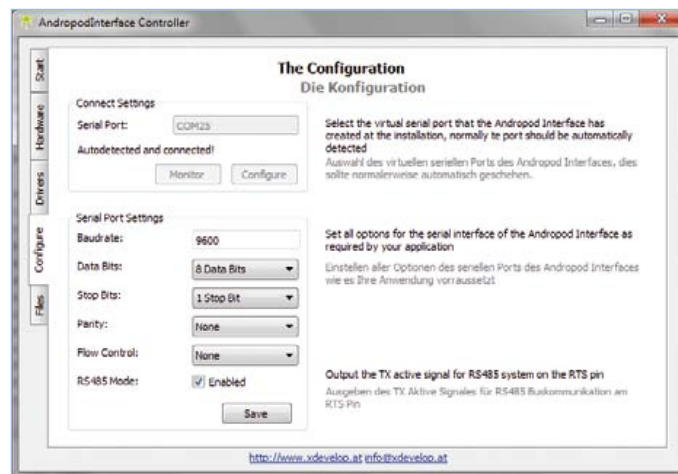 AndropodInterface Controller
Start
Hardware
Drivers
Configure
Files
The Configuration
Die Konfiguration
Connect Settings
Serial Port:
COM25
Autodetected and connected!
Monitor
Configure
Select the virtual serial port that the Andropod Interface has
created at the installation, normally te port should be automatically
detected
Auswahl des virtuellen seriellen Ports des Andropod Interfaces, dies
sollte normalerweise automatisch geschehen.
Serial Port Settings
Baudrate:
9600
Data Bits:
8 Data Bits
Stop Bits:
1 Stop Bit
Parity:
None
Flow Control:
None
RS485 Mode:
Enabled
Save
Set all options for the serial interface of the Andropod Interface as
required by your application
Einstellen aller Optionen des seriellen Ports des Andropod Interfaces
wie es Ihre Anwendung vorraussetzt
Output the TX active signal for RS485 system on the RTS pin
Ausgeben des TX Aktive Signales für RS485 Buskommunikation am
RTS Pin
http://www.xdevelop.at info@xdevelop.at